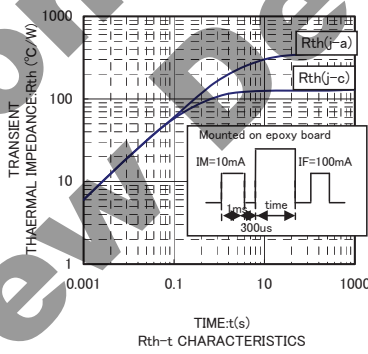 1000
100
10
1
0.001
0.1
10
1000
TRANSIENT
THAERMAL IMPEDANCE:Rth (℃/W)
Rth(j-a)
Rth(j-c)
Mounted on epoxy board
IM=10mA
IF=100mA
1ms
time
300us
TIME:t(s)
Rth-t CHARACTERISTICS